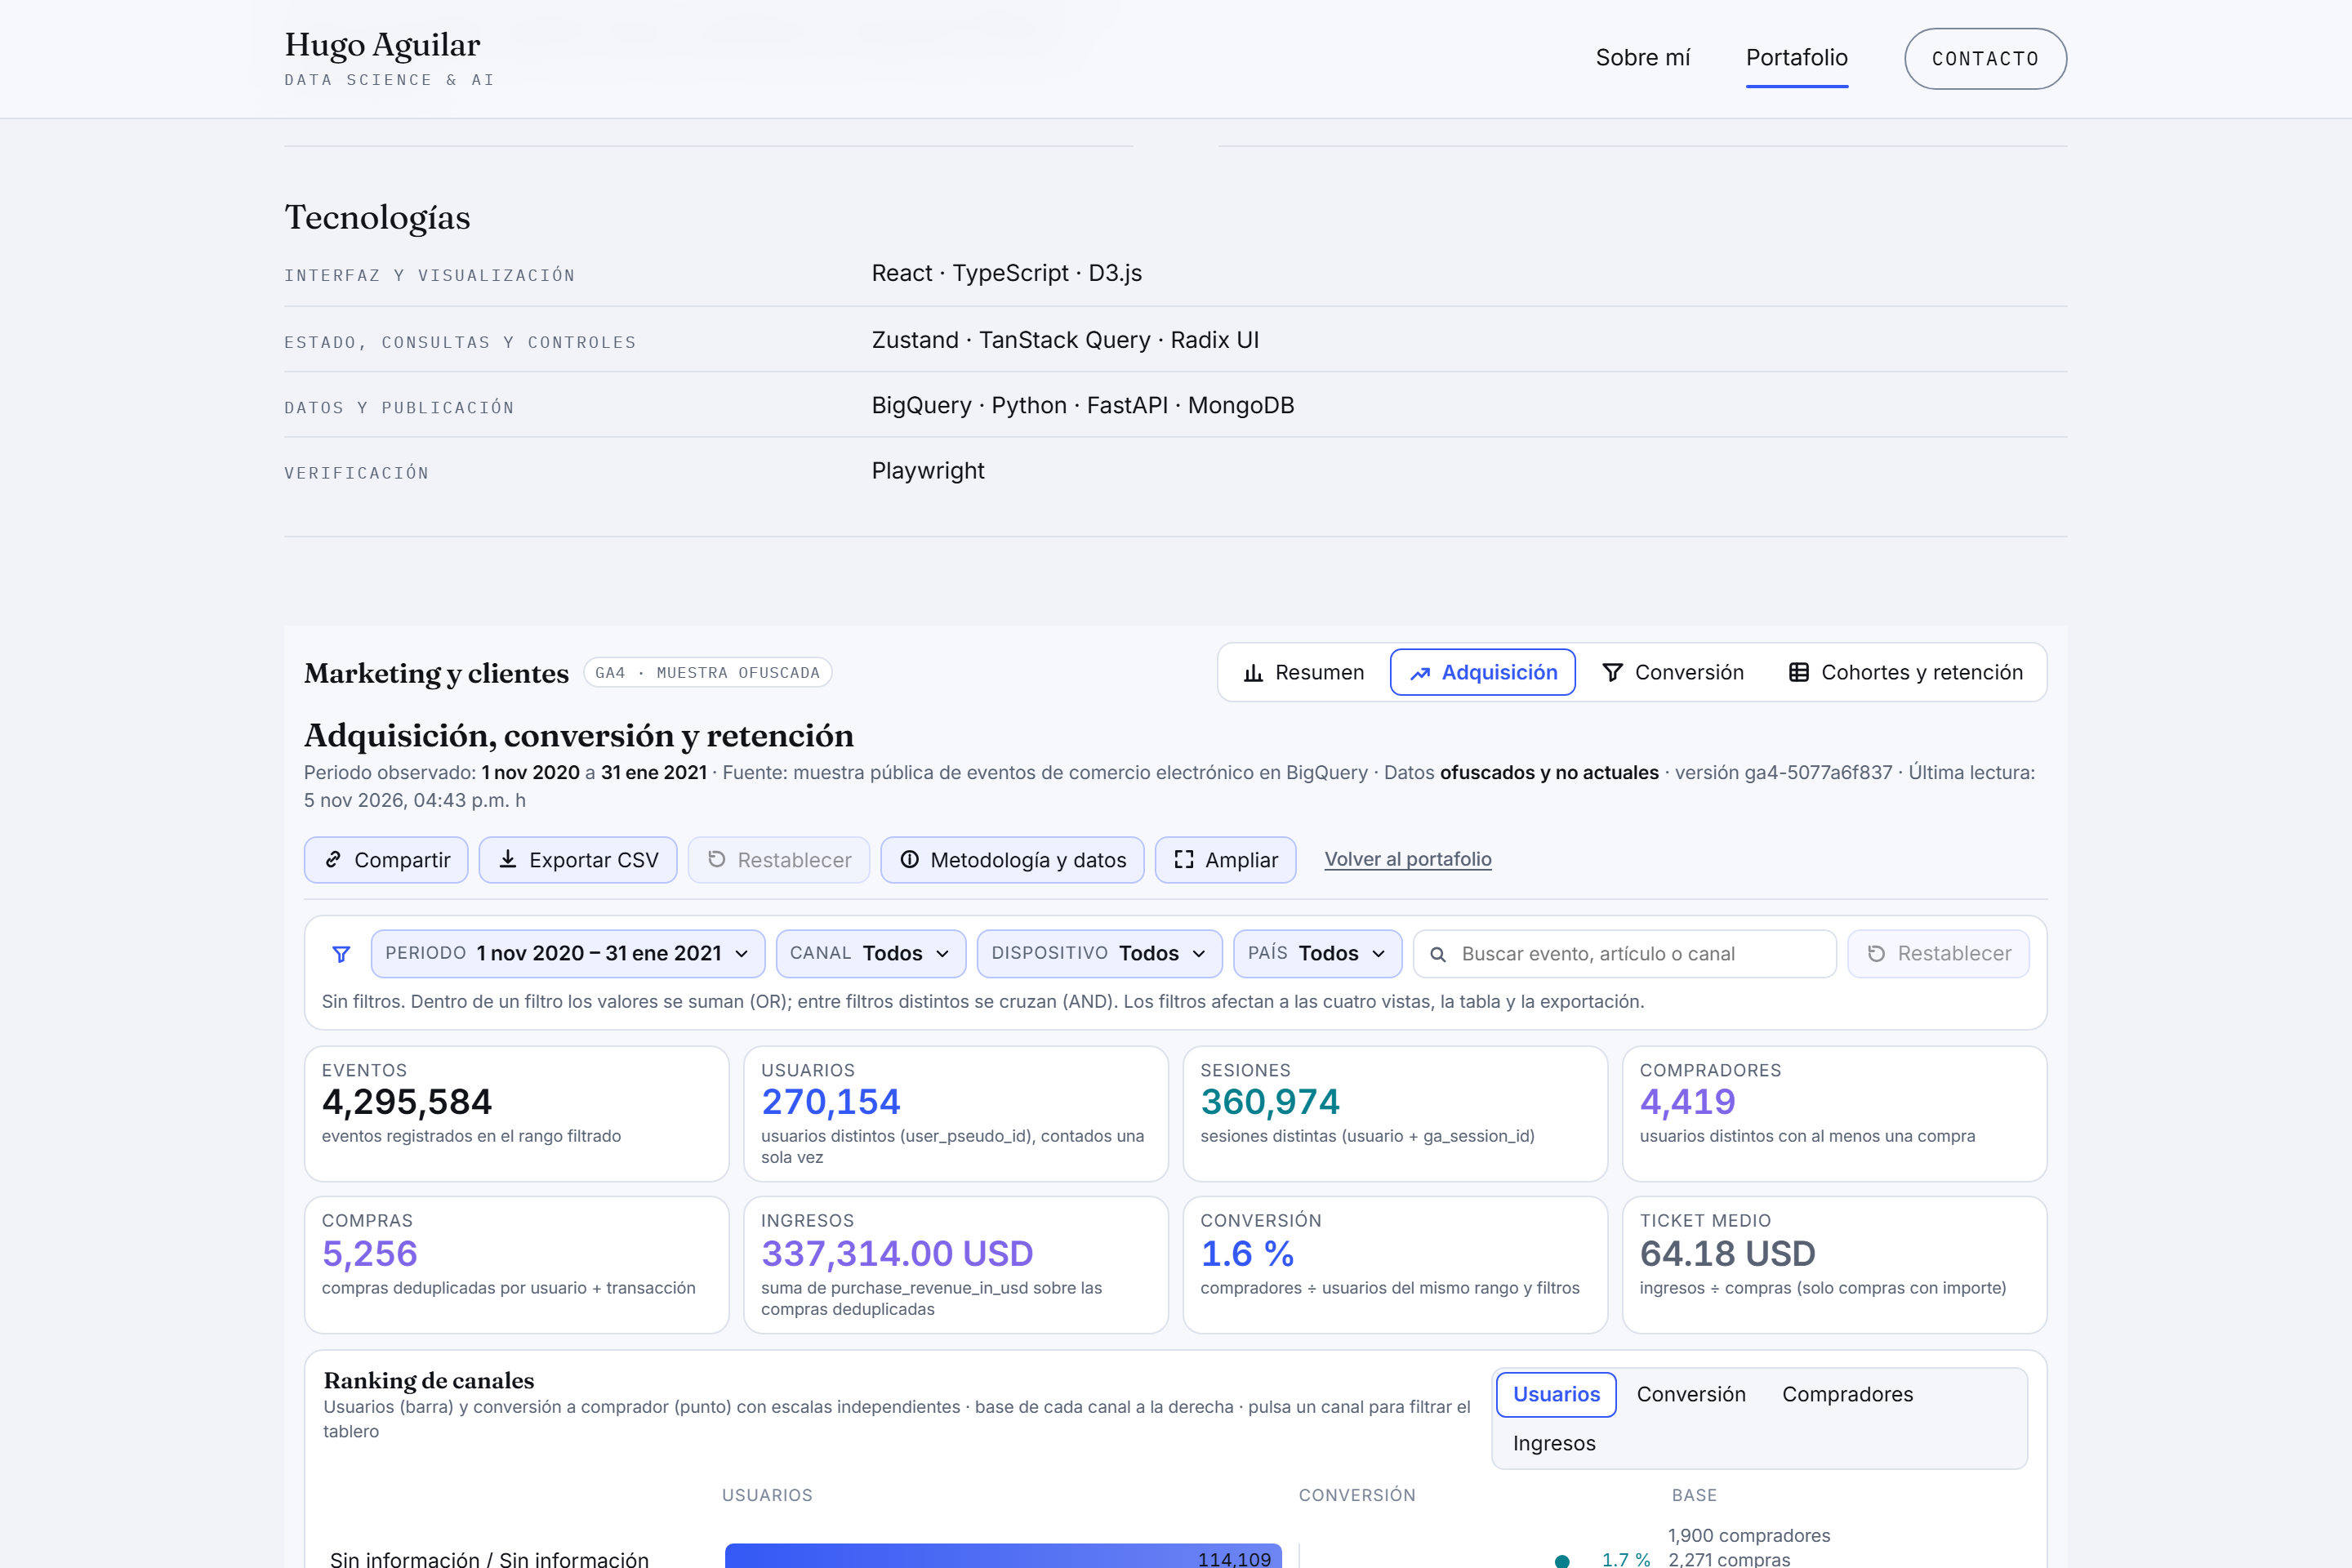 Hugo Aguilar
DATA SCIENCE & AI
Sobre mí
Portafolio
CONTACTO
Tecnologías
INTERFAZ Y VISUALIZACIÓN
React · TypeScript · D3.js
ESTADO, CONSULTAS Y CONTROLES
Zustand · TanStack Query · Radix UI
DATOS Y PUBLICACIÓN
BigQuery · Python · FastAPI · MongoDB
VERIFICACIÓN
Playwright
Marketing y clientes
GA4 · MUESTRA OFUSCADA
Resumen
Adquisición
Conversión
Cohortes y retención
Adquisición, conversión y retención
Periodo observado: 1 nov 2020 a 31 ene 2021 · Fuente: muestra pública de eventos de comercio electrónico en BigQuery · Datos ofuscados y no actuales · versión ga4-5077a6f837 · Última lectura:
5 nov 2026, 04:43 p.m. h
Compartir
Exportar CSV
Restablecer
Metodología y datos
Ampliar
Volver al portafolio
PERIODO 1 nov 2020 – 31 ene 2021
CANAL Todos
DISPOSITIVO Todos
PAÍS Todos
Buscar evento, artículo o canal
Restablecer
Sin filtros. Dentro de un filtro los valores se suman (OR); entre filtros distintos se cruzan (AND). Los filtros afectan a las cuatro vistas, la tabla y la exportación.
EVENTOS
4,295,584
eventos registrados en el rango filtrado
USUARIOS
270,154
usuarios distintos (user_pseudo_id), contados una
sola vez
SESIONES
360,974
sesiones distintas (usuario + ga_session_id)
COMPRADORES
4,419
usuarios distintos con al menos una compra
COMPRAS
5,256
compras deduplicadas por usuario + transacción
INGRESOS
337,314.00 USD
suma de purchase_revenue_in_usd sobre las
compras deduplicadas
CONVERSIÓN
1.6 %
compradores ÷ usuarios del mismo rango y filtros
TICKET MEDIO
64.18 USD
ingresos ÷ compras (solo compras con importe)
Ranking de canales
Usuarios (barra) y conversión a comprador (punto) con escalas independientes · base de cada canal a la derecha · pulsa un canal para filtrar el
tablero
Usuarios
Conversión
Compradores
Ingresos
USUARIOS
CONVERSIÓN
BASE
Sin información / Sin información
114,109
1.7 %
1,900 compradores
2,271 compras